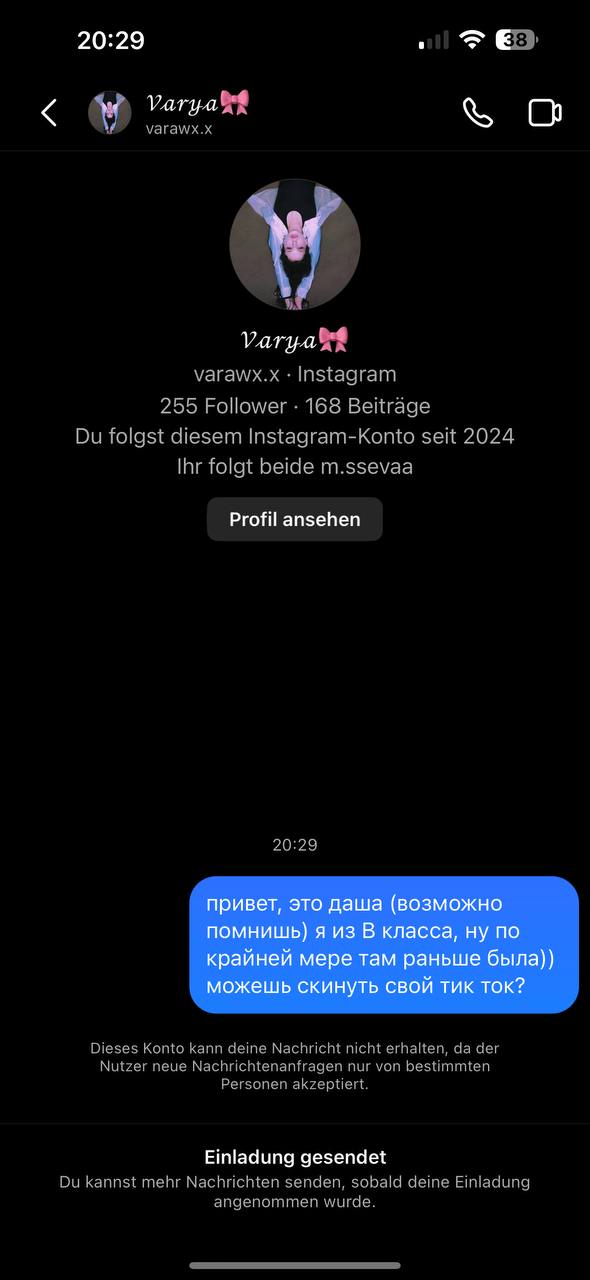 20:29
38
Varya🎀
varawx.x
Varya🎀
varawx.x · Instagram
255 Follower · 168 Beiträge
Du folgst diesem Instagram-Konto seit 2024
Ihr folgt beide m.ssevaa
Profil ansehen
20:29
привет, это даша (возможно
помнишь) я из В класса, ну по
крайней мере там раньше была))
можешь скинуть свой тик ток?
Dieses Konto kann deine Nachricht nicht erhalten, da der
Nutzer neue Nachrichtenanfragen nur von bestimmten
Personen akzeptiert.
Einladung gesendet
Du kannst mehr Nachrichten senden, sobald deine Einladung
angenommen wurde.